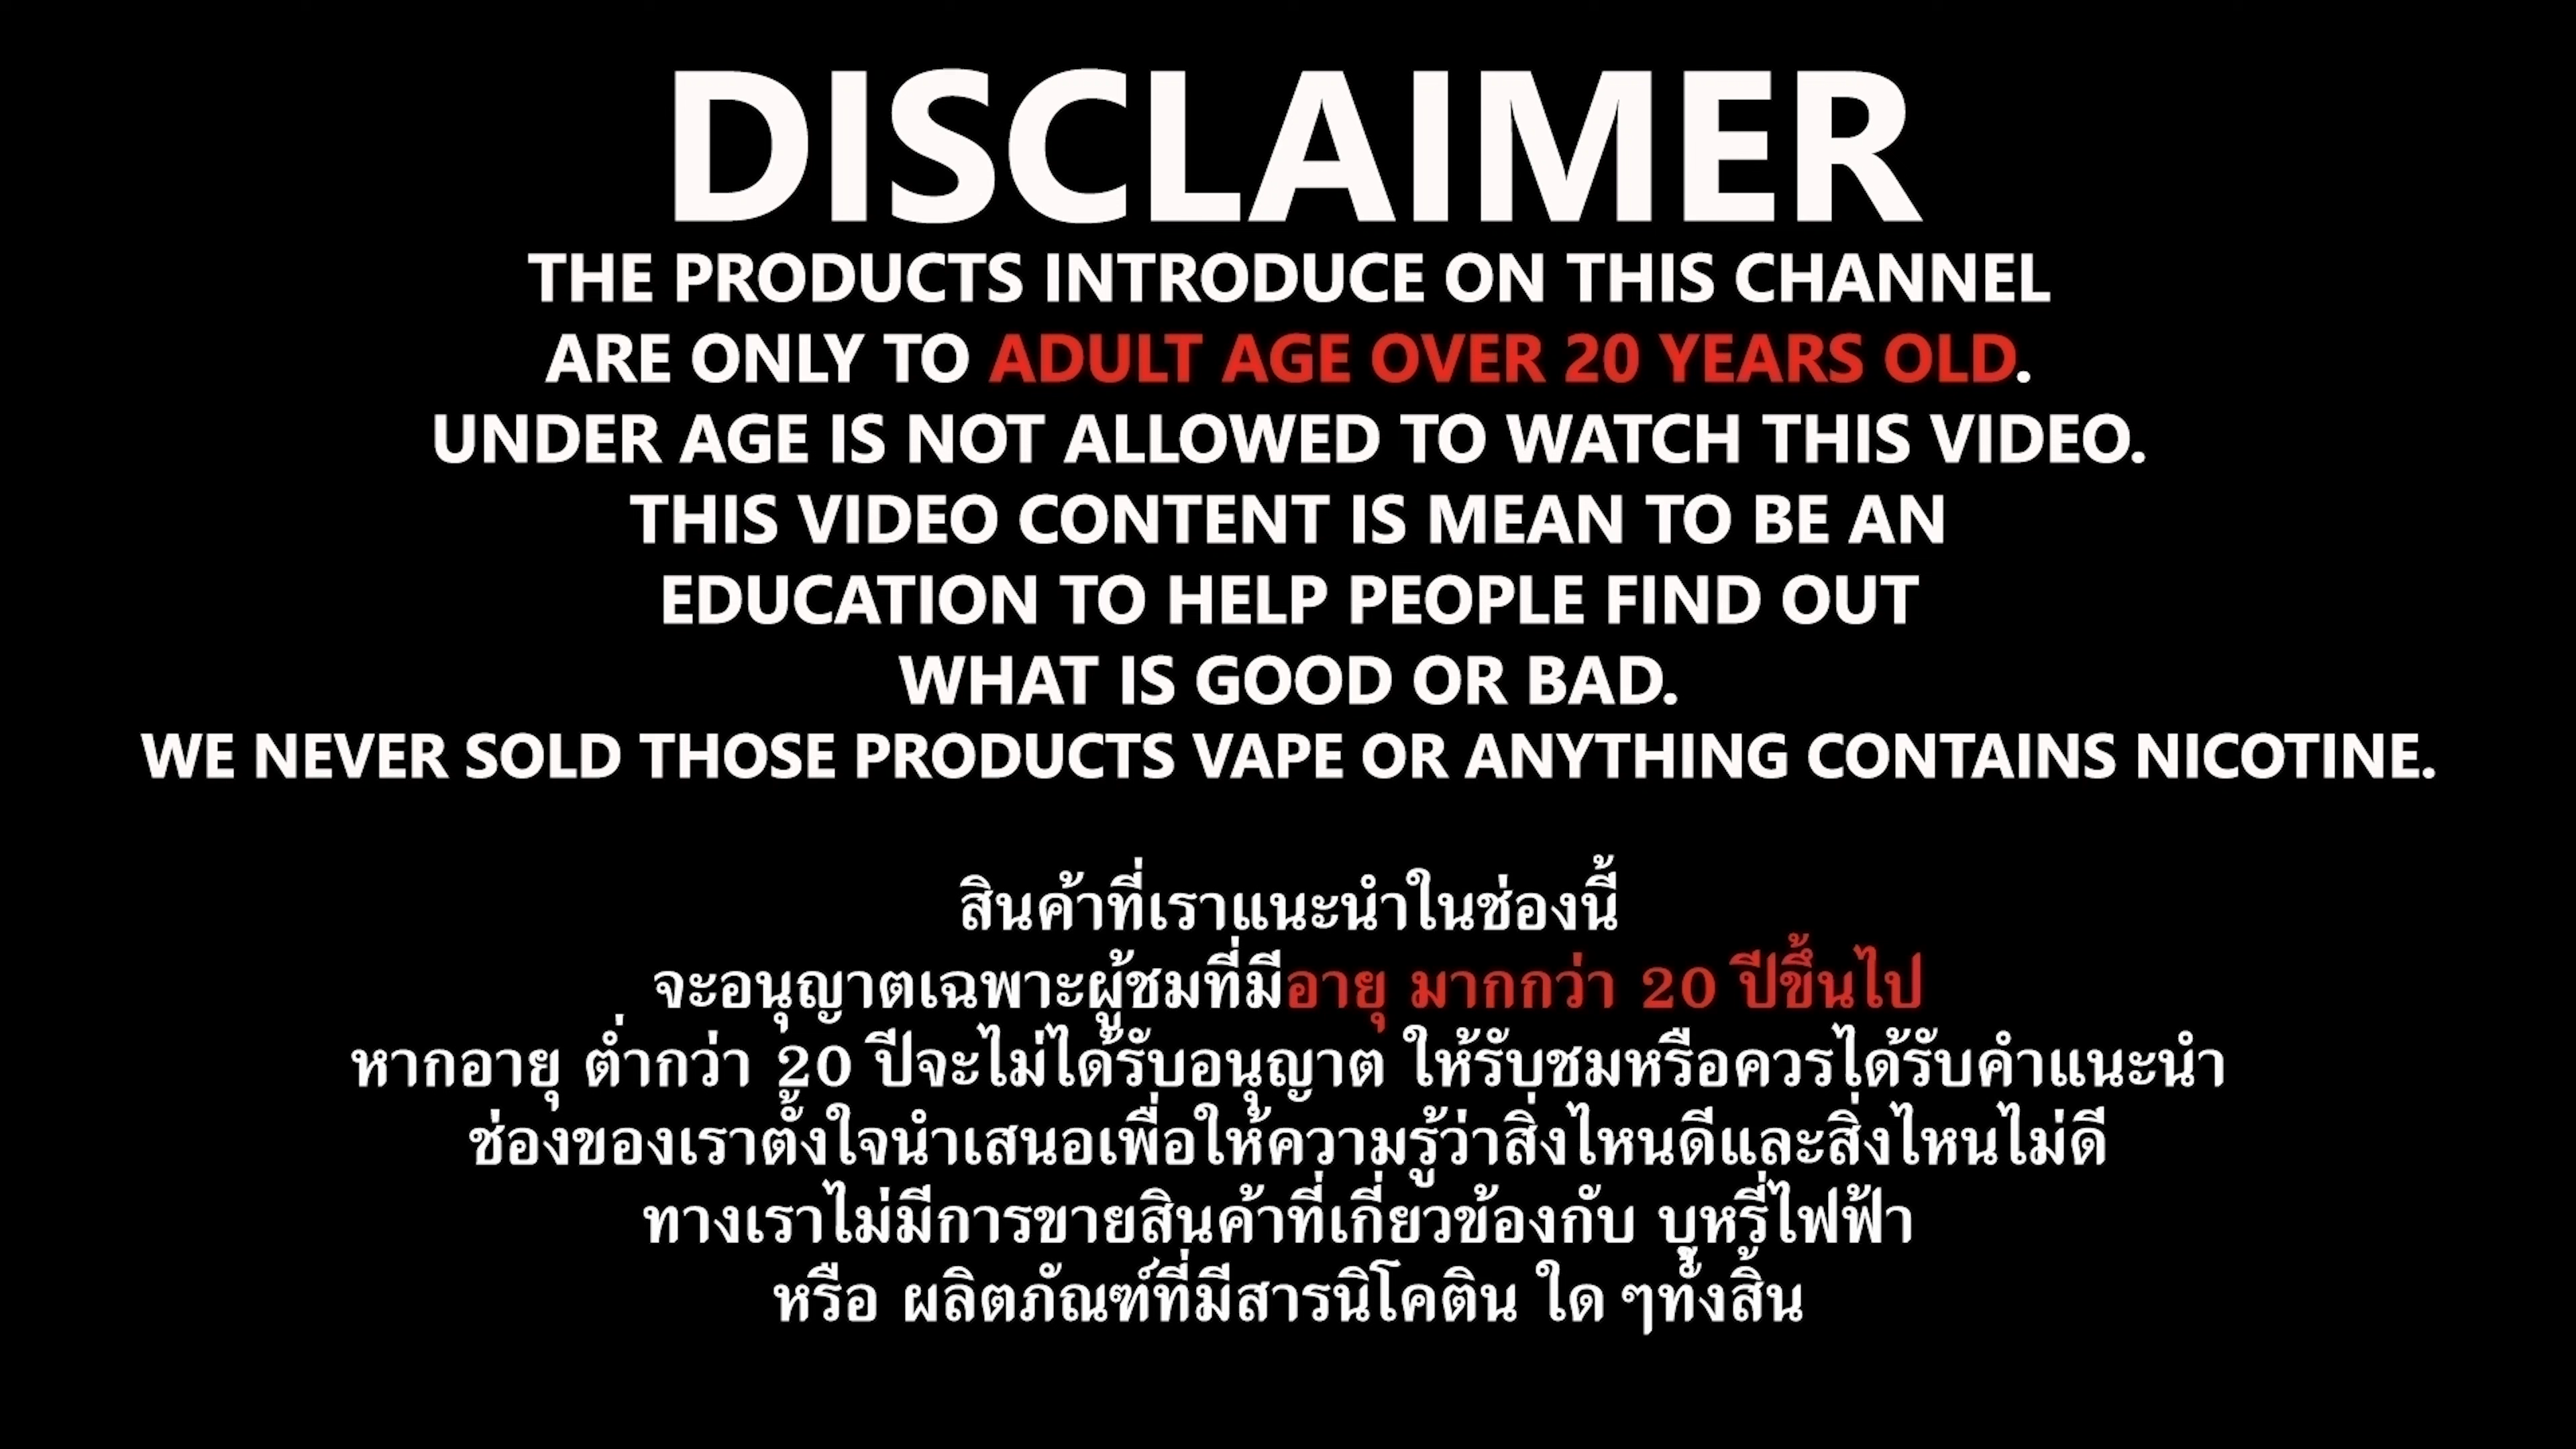 DISCLAIMER
THE PRODUCTS INTRODUCE ON THIS CHANNEL
ARE ONLY TO ADULT AGE OVER 20 YEARS OLD.
UNDER AGE IS NOT ALLOWED TO WATCH THIS VIDEO.
THIS VIDEO CONTENT IS MEAN TO BE AN
EDUCATION TO HELP PEOPLE FIND OUT
WHAT IS GOOD OR BAD.
WE NEVER SOLD THOSE PRODUCTS VAPE OR ANYTHING CONTAINS NICOTINE.
สินค้าที่เราแนะนำในช่องนี้
จะอนุญาตเฉพาะผู้ชมที่มีอายุ มากกว่า 20 ปีขึ้นไป
หากอายุ ต่ำกว่า 20 ปีจะไม่ได้รับอนุญาต ให้รับชมหรือควรได้รับคำแนะนำ
ช่องของเราตั้งใจนำเสนอเพื่อให้ความรู้ว่าสิ่งไหนดีและสิ่งไหนไม่ดี
ทางเราไม่มีการขายสินค้าที่เกี่ยวข้องกับ บุหรี่ไฟฟ้า
หรือ ผลิตภัณฑ์ที่มีสารนิโคติน ใด ๆทั้งสิ้น